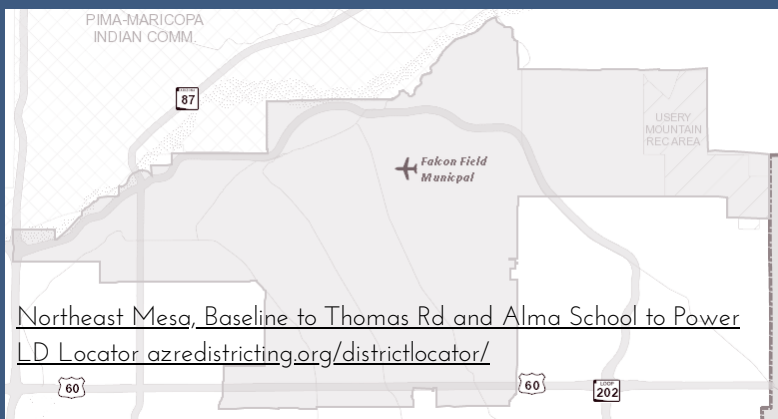 PIMA-MARICOPA
INDIAN COMM.
87
USERY
MOUNTAIN
REC AREA
Falcon Field
Municpal
Northeast Mesa, Baseline to Thomas Rd and Alma School to Power
LD Locator azredistricting.org/districtlocator/
60
60
LOOP
202